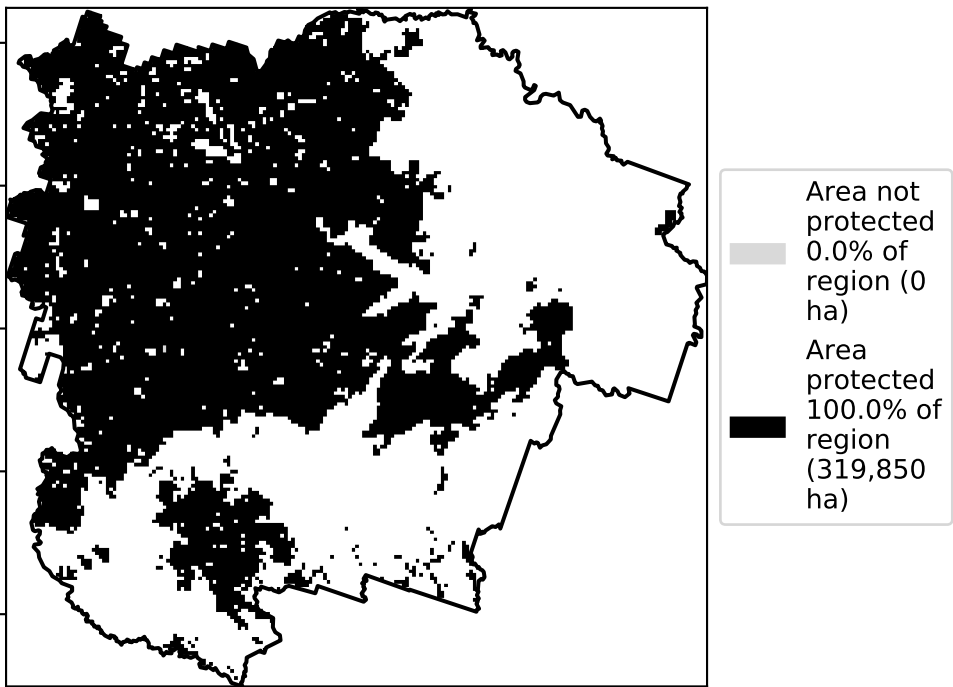 Area not
protected
0.0% of
region (0
ha)
Area
protected
100.0% of
region
(319,850
ha)